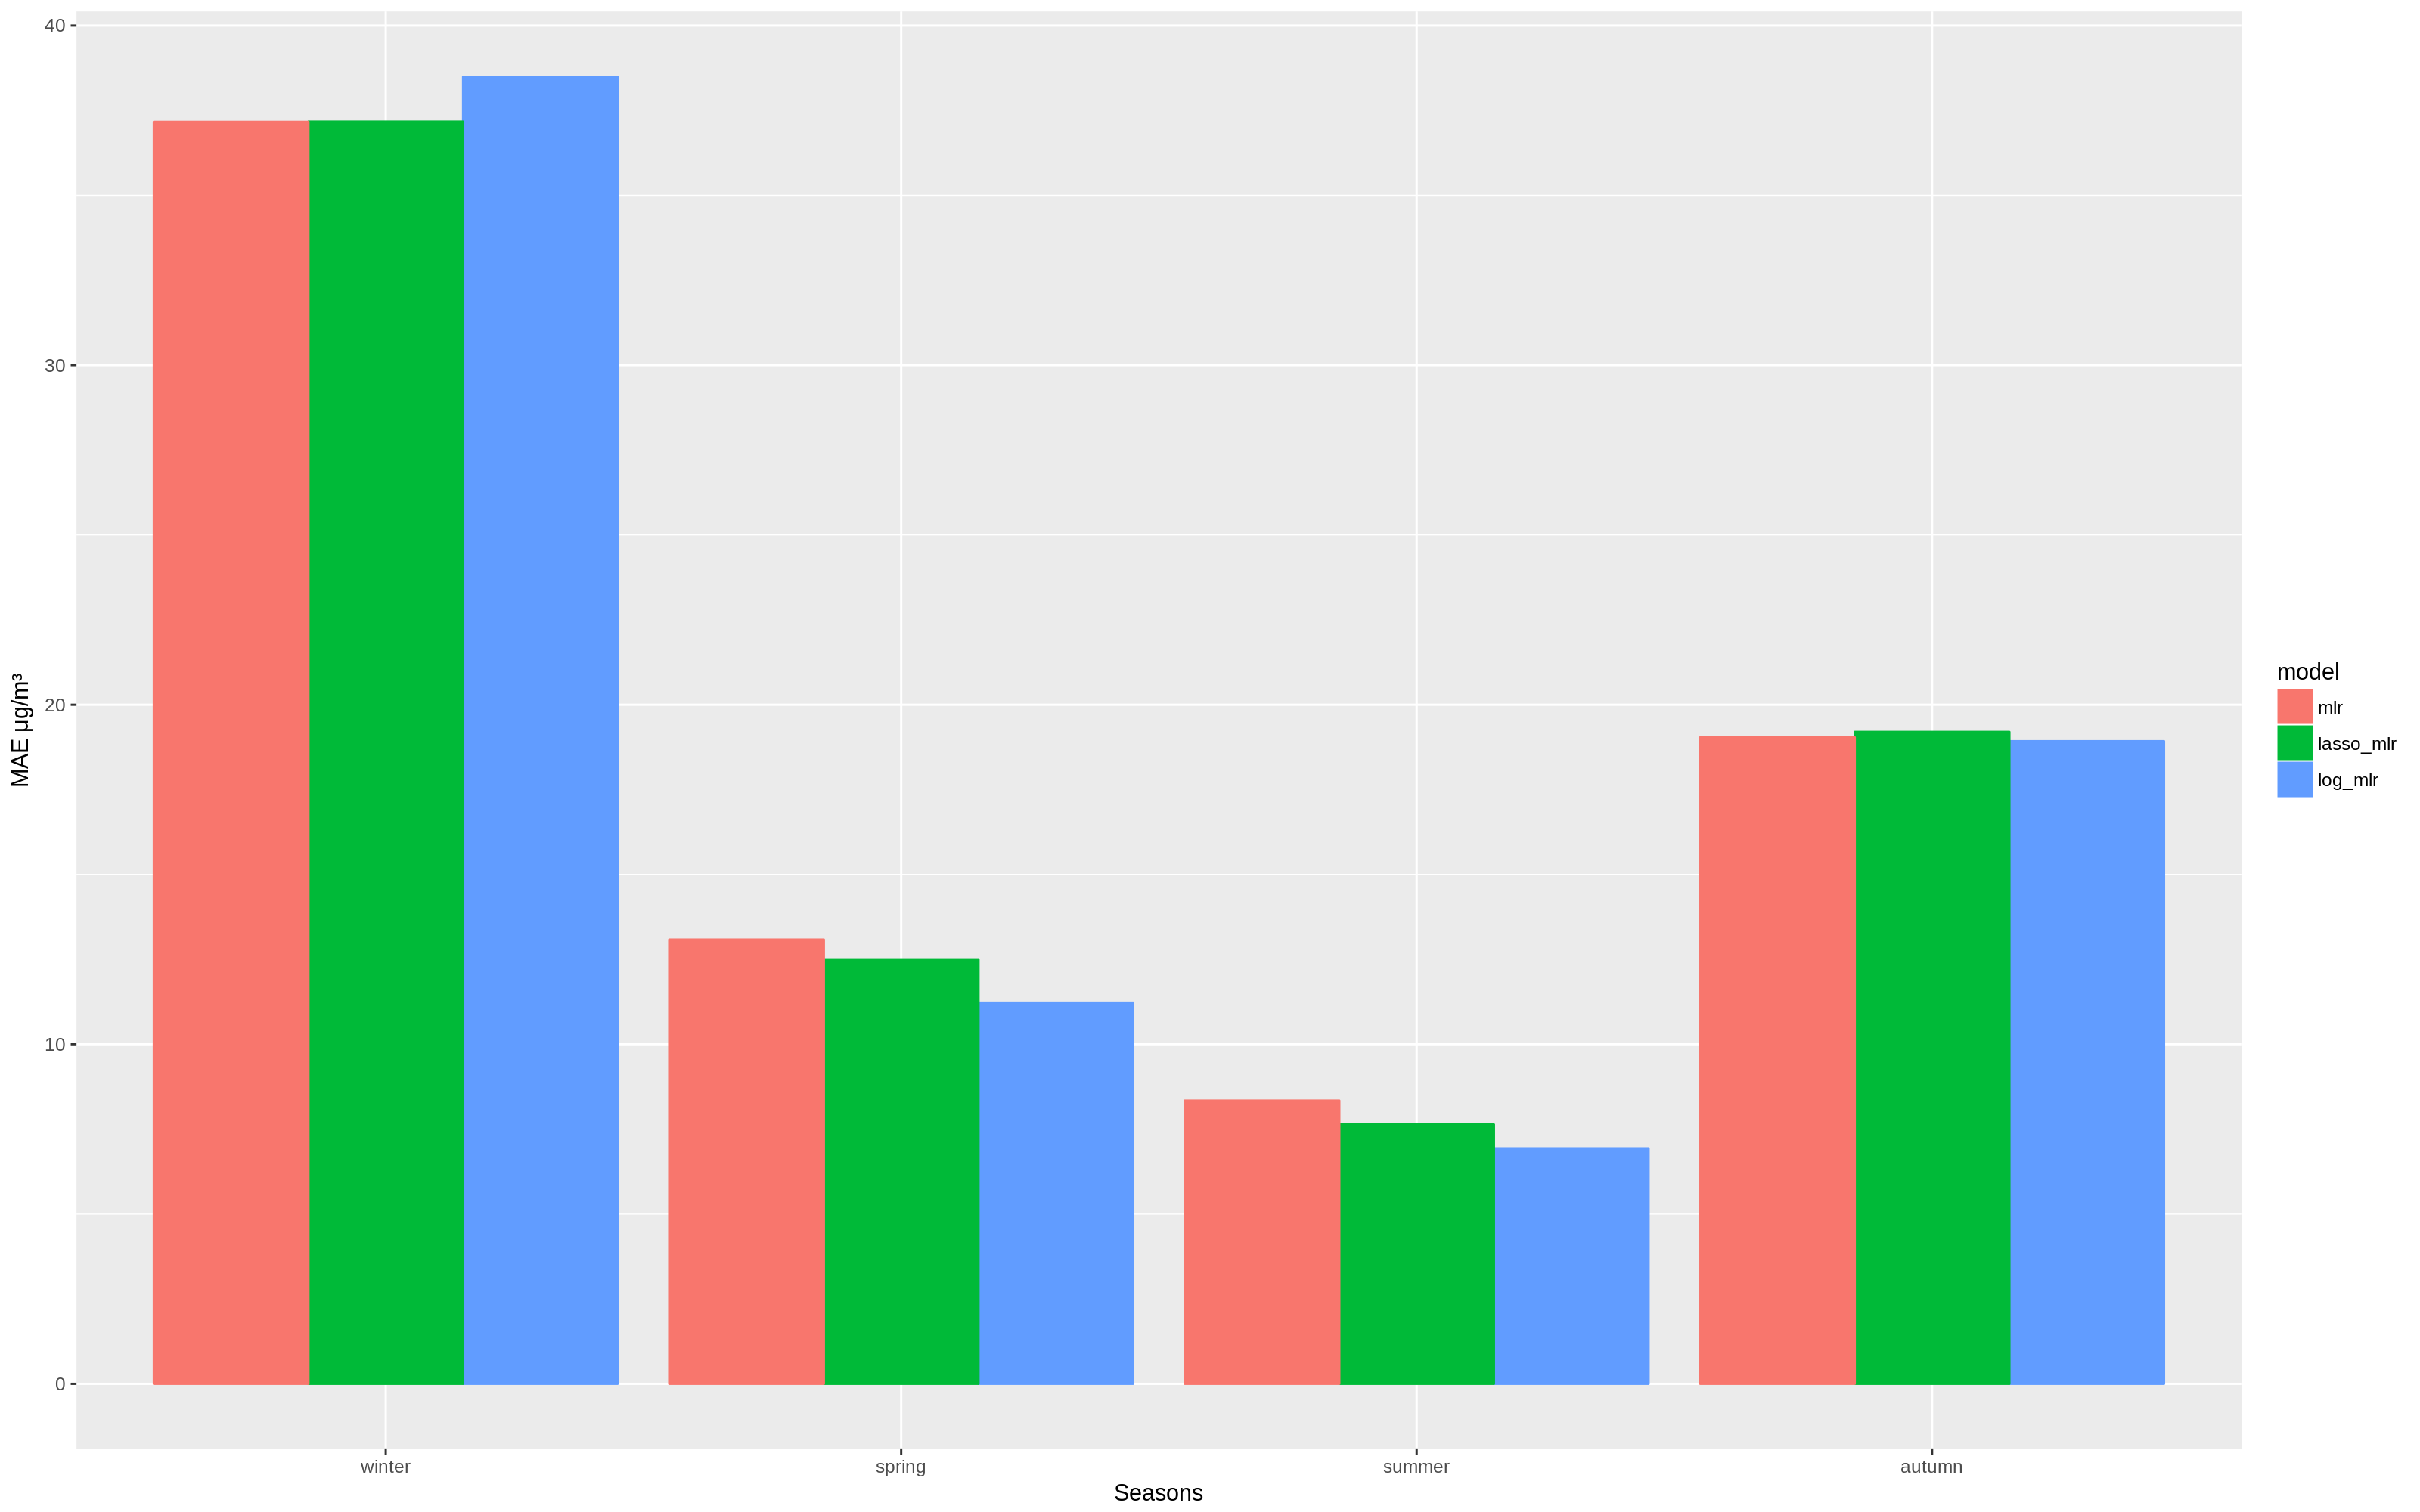 40
30
20
10
0
MAE μg/m³
winter
spring
summer
autumn
Seasons
model
mlr
lasso_mlr
log_mlr